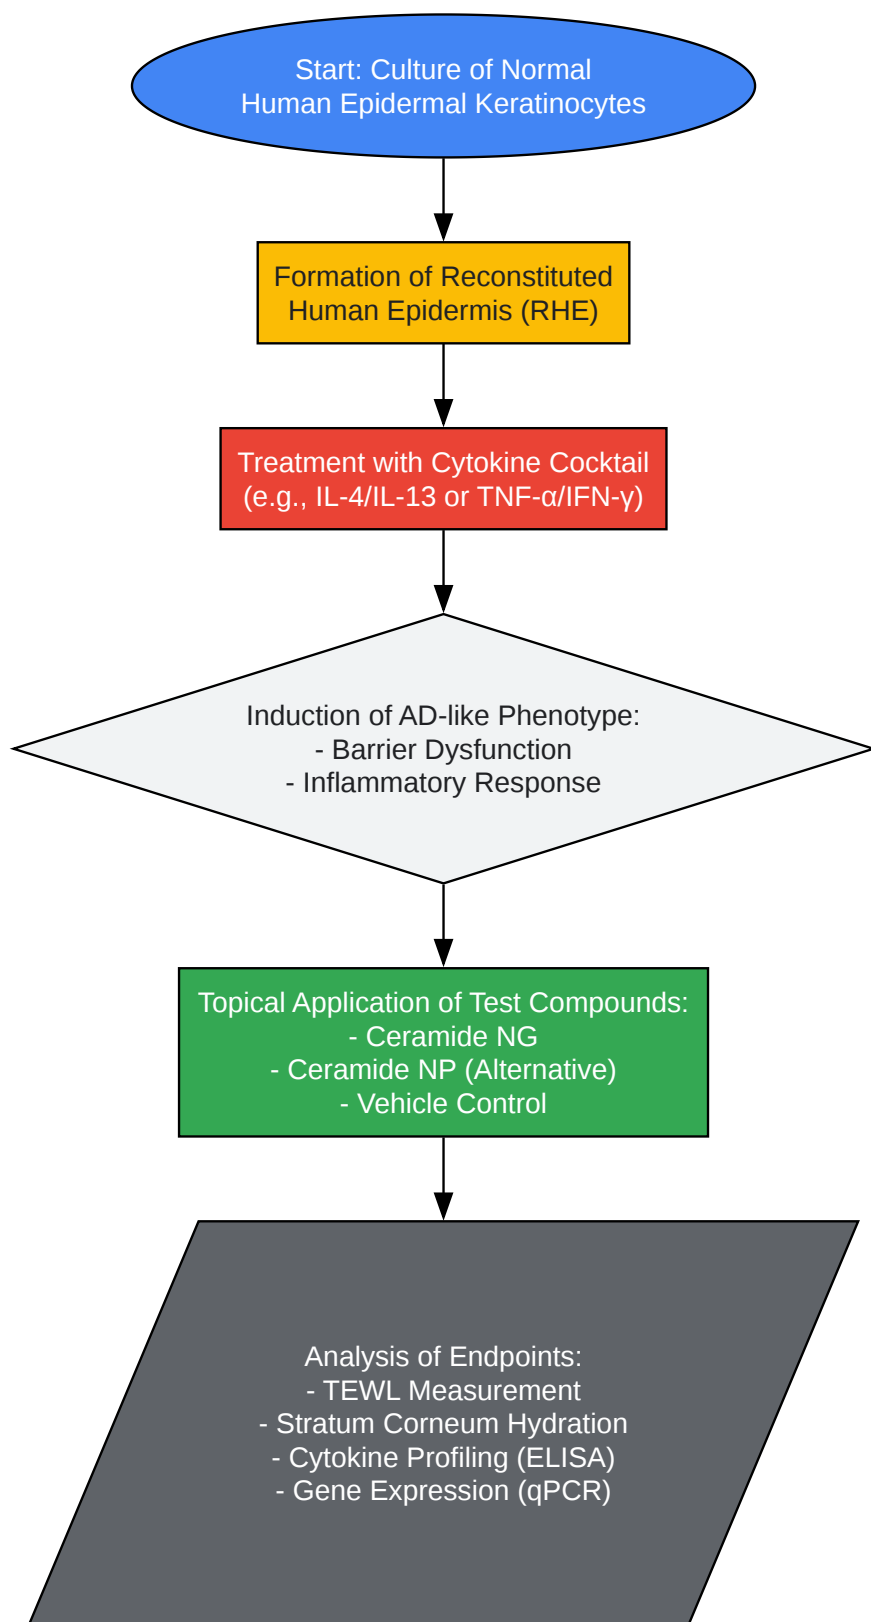 Start: Culture of Normal
Human Epidermal Keratinocytes
Formation of Reconstituted
Human Epidermis (RHE)
Treatment with Cytokine Cocktail
(e.g., IL-4/IL-13 or TNF-α/IFN-γ)
Induction of AD-like Phenotype:
- Barrier Dysfunction
- Inflammatory Response
Topical Application of Test Compounds:
- Ceramide NG
- Ceramide NP (Alternative)
- Vehicle Control
Analysis of Endpoints:
- TEWL Measurement
- Stratum Corneum Hydration
- Cytokine Profiling (ELISA)
- Gene Expression (qPCR)